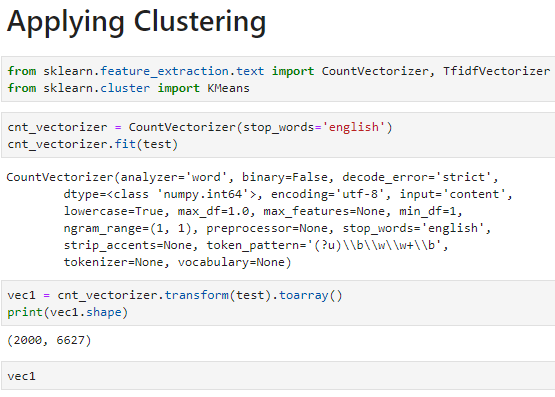 Applying Clustering
from sklearn.feature_extraction.text import CountVectorizer, TfidfVectorizer
from sklearn.cluster import KMeans
cnt_vectorizer = CountVectorizer(stop_words='english')
cnt_vectorizer.fit(test)
CountVectorizer(analyzer='word', binary=False, decode_error='strict',
dtype=<class 'numpy.int64'>, encoding='utf-8', input='content',
lowercase=True, max_df=1.0, max_features=None, min_df=1,
ngram_range=(1, 1), preprocessor=None, stop_words='english',
strip_accents=None, token_pattern='(?u)\\b\\w\\w+\\b',
tokenizer=None, vocabulary=None)
vec1 = cnt_vectorizer.transform(test).toarray()
print(vec1.shape)
(2000, 6627)
vec1